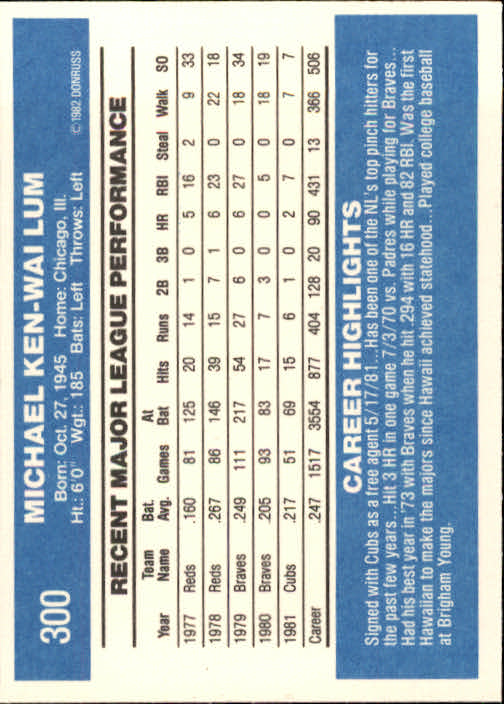 300
MICHAEL KEN-WAI LUM
Born: Oct. 27, 1945 Home: Chicago, Ill.
Ht.: 6'0" Wgt.: 185 Bats: Left Throws: Left
©1982 DONRUSS
RECENT MAJOR LEAGUE PERFORMANCE
Year Team Name Bat. Avg. Games At Bat Hits Runs 2B 3B HR RBI Steal Walk SO
1977 Reds .160 81 125 20 14 1 0 5 16 2 9 33
1978 Reds .267 86 146 39 15 7 1 6 23 0 22 18
1979 Braves .249 111 217 54 27 6 0 6 27 0 18 34
1980 Braves .205 93 83 17 7 3 0 0 5 0 18 19
1981 Cubs .217 51 69 15 6 1 0 2 7 0 7 7
Career .247 1517 3554 877 404 128 20 90 431 13 366 506
CAREER HIGHLIGHTS
Signed with Cubs as a free agent 5/17/81...Has been one of the NL's top pinch hitters for
the past few years...Hit 3 HR in one game 7/3/70 vs. Padres while playing for Braves...
Had his best year in '73 with Braves when he hit .294 with 16 HR and 82 RBI. Was the first
Hawaiian to make the majors since Hawaii achieved statehood...Played college baseball
at Brigham Young.